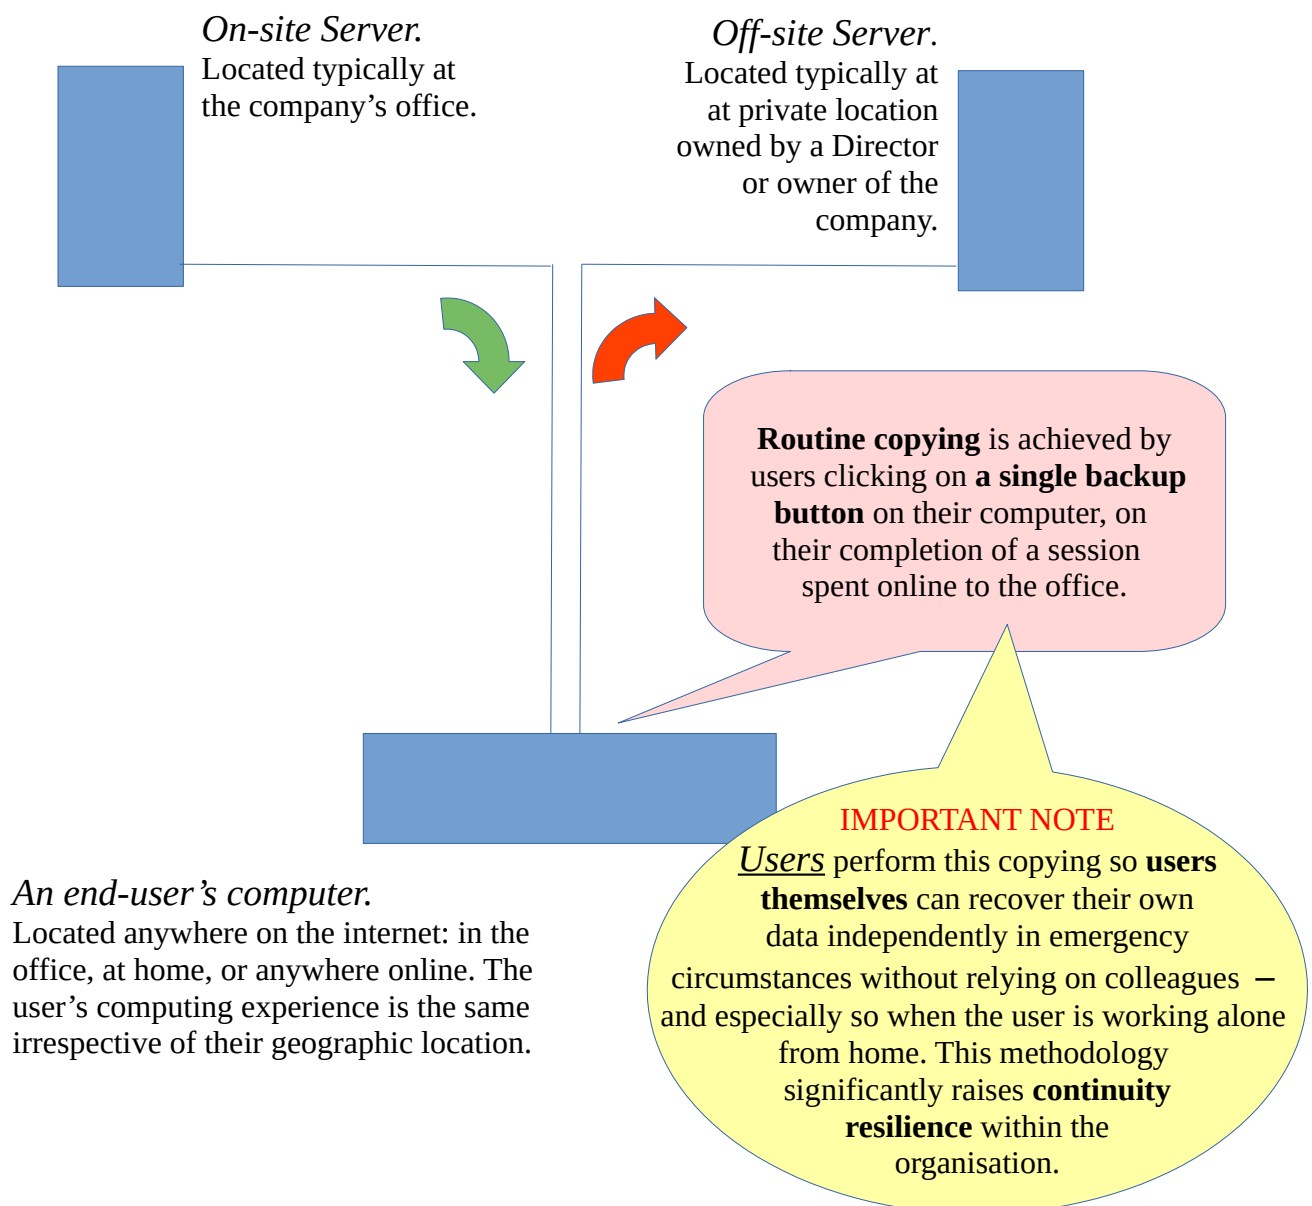 On-site Server.
Located typically at
the company’s office.
Off-site Server.
Located typically at
at private location
owned by a Director
or owner of the
company.
Routine copying is achieved by
users clicking on a single backup
button on their computer, on
their completion of a session
spent online to the office.
IMPORTANT NOTE
Users perform this copying so users
themselves can recover their own
data independently in emergency
circumstances without relying on colleagues –
and especially so when the user is working alone
from home. This methodology
significantly raises continuity
resilience within the
organisation.
An end-user’s computer.
Located anywhere on the internet: in the
office, at home, or anywhere online. The
user’s computing experience is the same
irrespective of their geographic location.